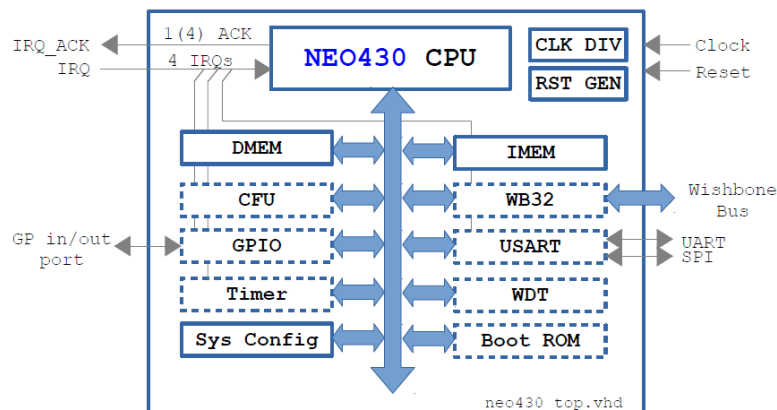 1(4) ACK
IRQ_ACK
IRQ
4 IRQs
NEO430 CPU
CLK DIV
Clock
RST GEN
Reset
DMEM
IMEM
CFU
WB32
Wishbone
Bus
GP in/out
port
GPIO
USART
UART
SPI
Timer
WDT
Sys Config
Boot ROM
neo430 top.vhd